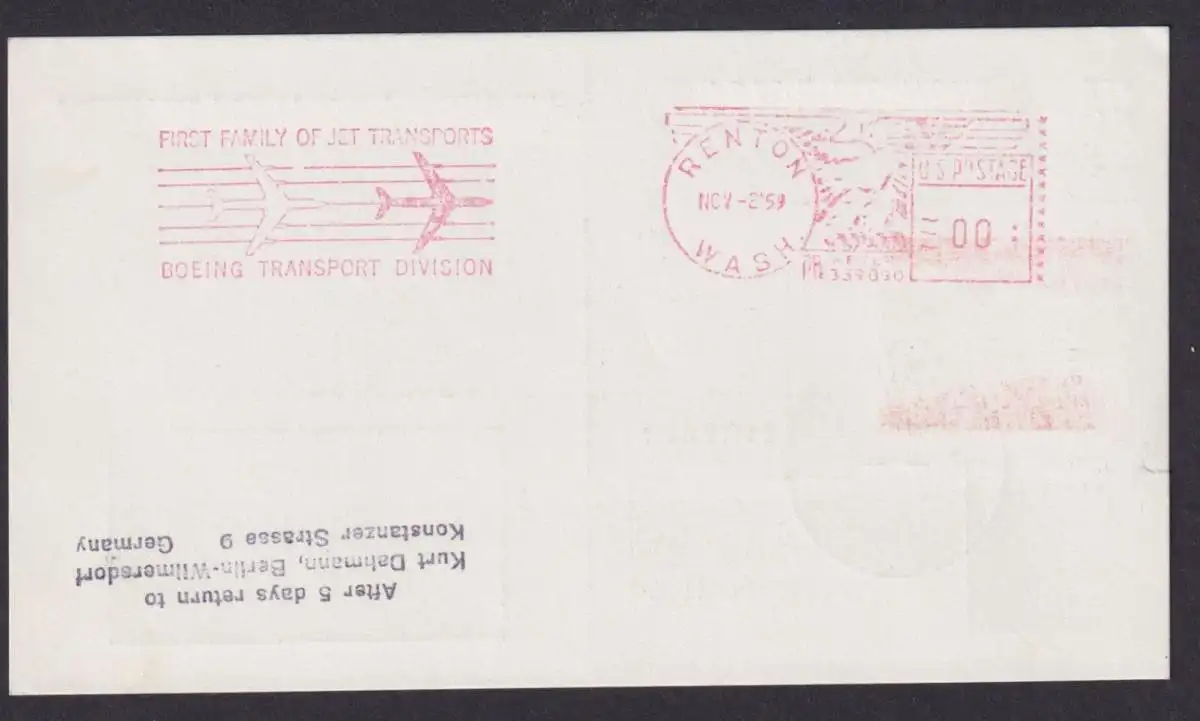 FIRST FAMILY OF JET TRANSPORTS
BOEING TRANSPORT DIVISION
RENTON
NOV -2'59
WASH.
U.S. POSTAGE
00
339090
After 5 days return to
Kurt Dahmann, Berlin-Wilmersdorf
Konstanzer Strasse 9 Germany